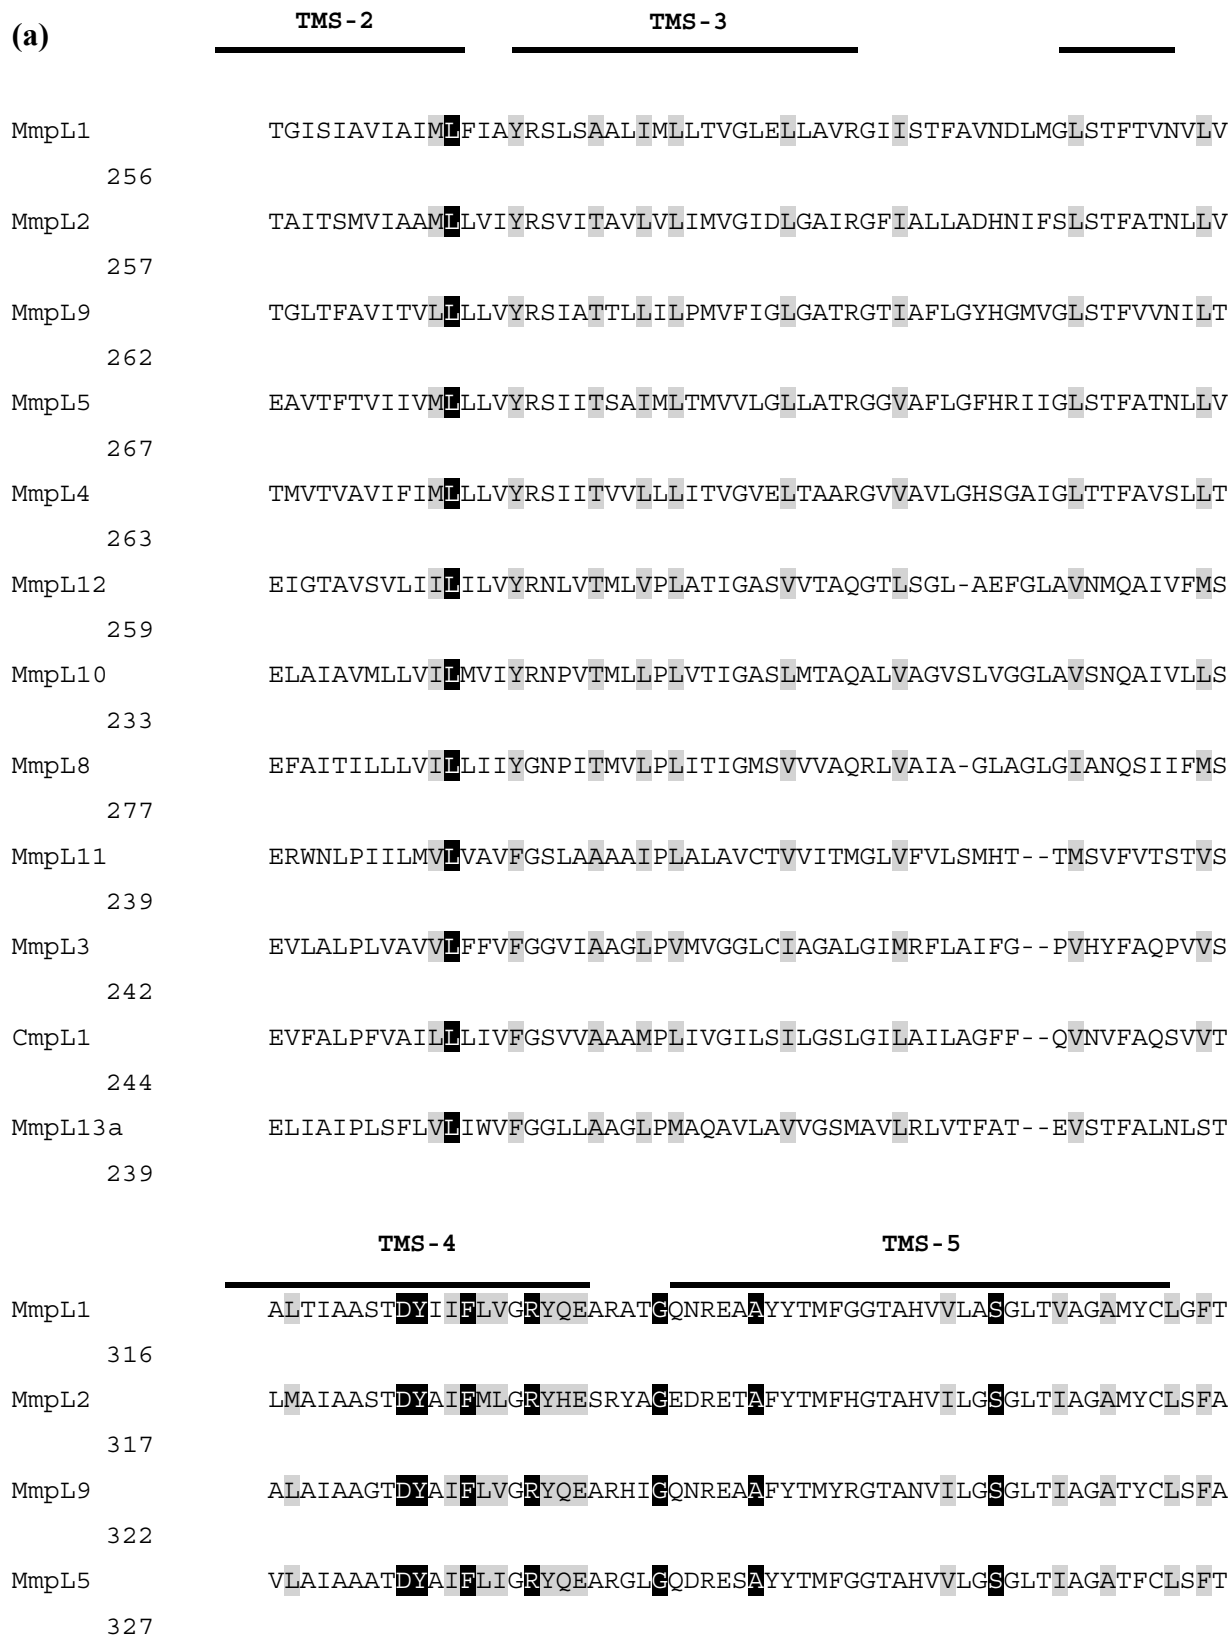 (a) TMS-2 TMS-3
MmpL1 TGISIAVIAIMLFIAYRSLSAALIMLLTVGLELLAVRGIISTFAVNDLMGLSTFTVNVLV
256
MmpL2 TAITSMVIAAMLLVIYRSVITAVLVLIMVGIDLGAIRGFIALLADHNIFSLSTFATNLLV
257
MmpL9 TGLTFAVITVLLLLVYRSIATTLLILPMVFIGLGATRGTIAFLGYHGMVGLSTFVVNILT
262
MmpL5 EAVTFTVIIVMLLLVYRSIITSAIMLTMVVLGLLATRGGVAFLGFHRIIGLSTFATNLLV
267
MmpL4 TMVTVAVIFIMLLLVYRSIITVVLLLITVGVELTAARGVVAVLGHSGAIGLTTFAVSLLT
263
MmpL12 EIGTAVSVLIILILVYRNLVTMLVPLATIGASVVTAQGTLSGL-AEFGLAVNMQAIVFMS
259
MmpL10 ELAIAVMLLVILMVIYRNPVTMLLPLVTIGASLMTAQALVAGVSLVGGLAVSNQAIVLLS
233
MmpL8 EFAITILLLVILLIIYGNPITMVLPLITIGMSVVVAQRLVAIA-GLAGLGIANQSIIFMS
277
MmpL11 ERWNLPIILMVLVAVFGSLAAAAIPLALAVCTVVITMGLVFVLSMHT--TMSVFVTSTVS
239
MmpL3 EVLALPLVAVVLFFVFGGVIAAGLPVMVGGLCIAGALGIMRFLAIFG--PVHYFAQPVVS
242
CmpL1 EVFALPFVAILLLIVFGSVVAAAMPLIVGILSILGSLGILAILAGFF--QVNVFAQSVVT
244
MmpL13a ELIAIPLSFLVLIWVFGGLLAAGLPMAQAVLAVVGSMAVLRLVTFAT--EVSTFALNLST
239
TMS-4 TMS-5
MmpL1 ALTIAASTDYIIFLVGRYQEARATGQNREAAYYTMFGGTAHVVLASGLTVAGAMYCLGFT
316
MmpL2 LMAIAASTDYAIFMLGRYHESRYAGEDRETAFYTMFHGTAHVILGSGLTIAGAMYCLSFA
317
MmpL9 ALAIAAGTDYAIFLVGRYQEARHIGQNREAAFYTMYRGTANVILGSGLTIAGATYCLSFA
322
MmpL5 VLAIAAATDYAIFLIGRYQEARGLGQDRESAYYTMFGGTAHVVLGSGLTIAGATFCLSFT
327